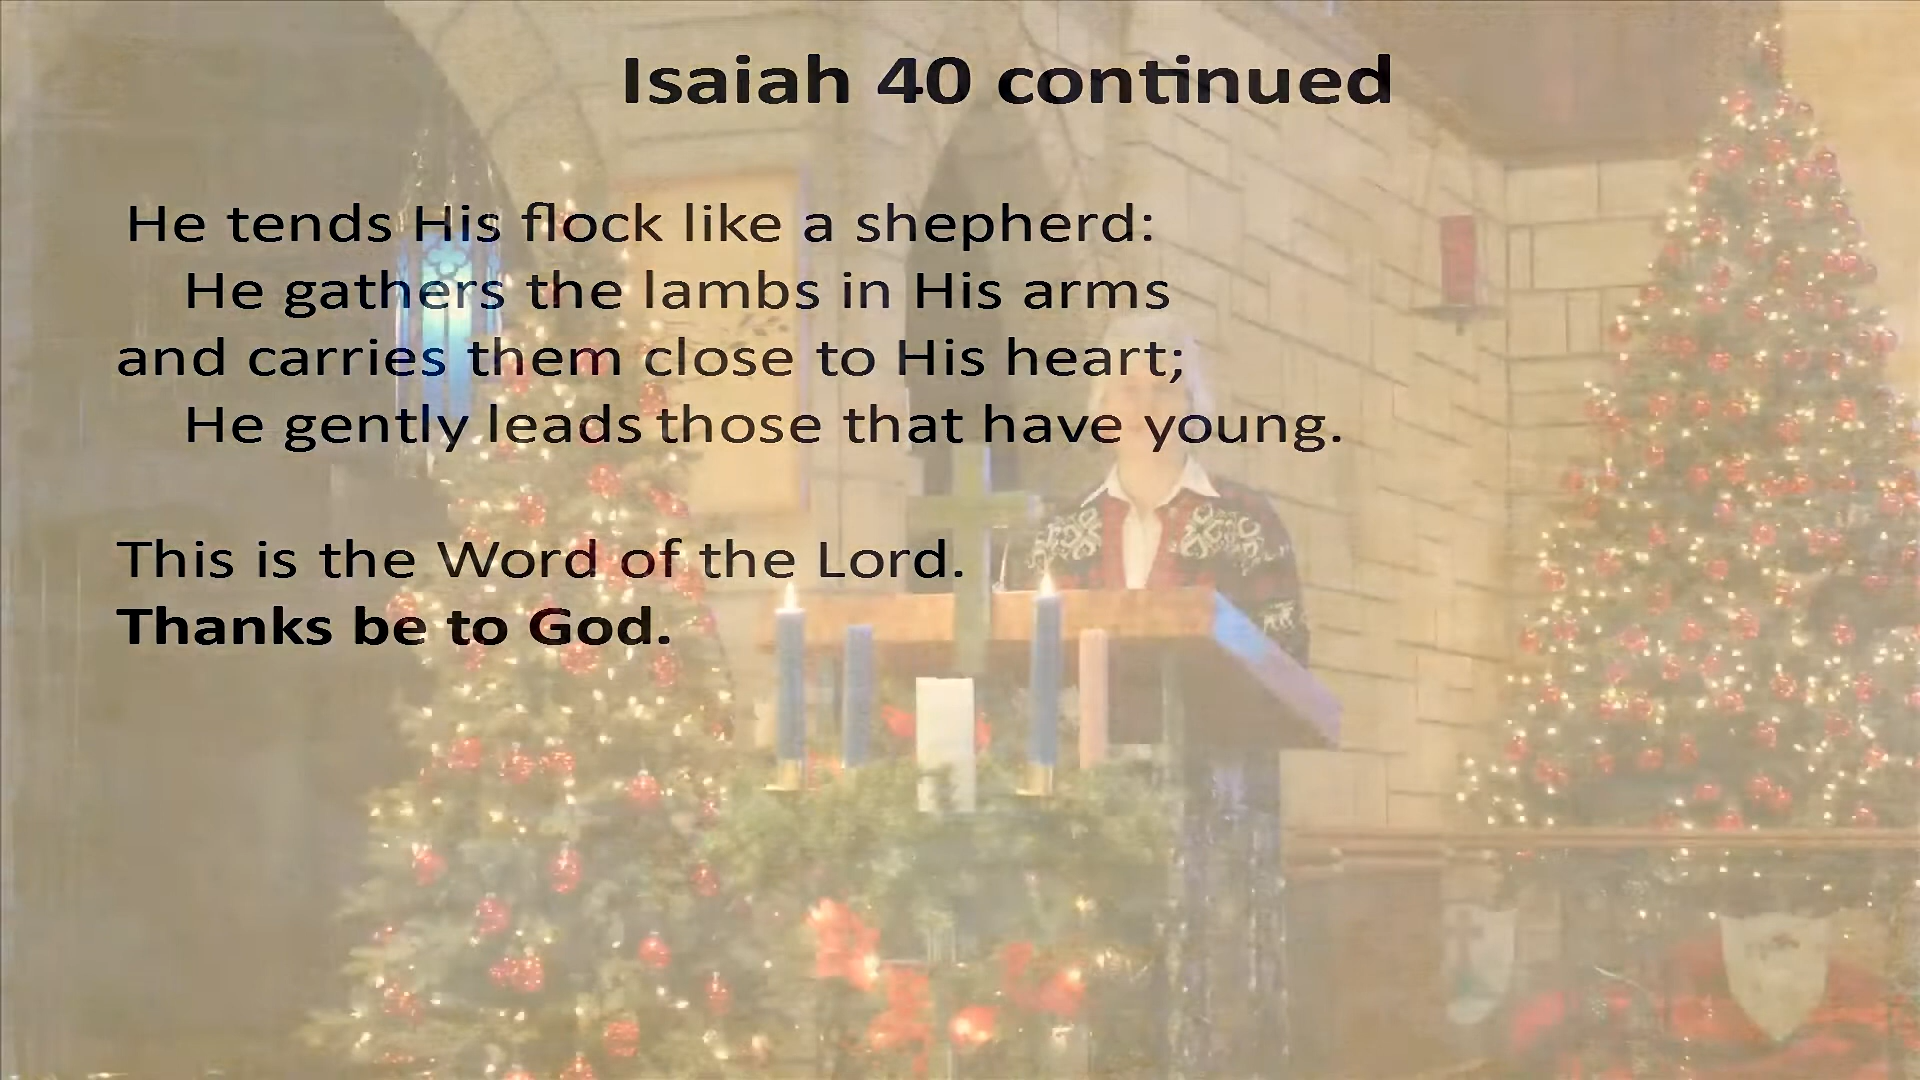 Isaiah 40 continued
He tends His flock like a shepherd:
He gathers the lambs in His arms
and carries them close to His heart;
He gently leads those that have young.
This is the Word of the Lord.
Thanks be to God.